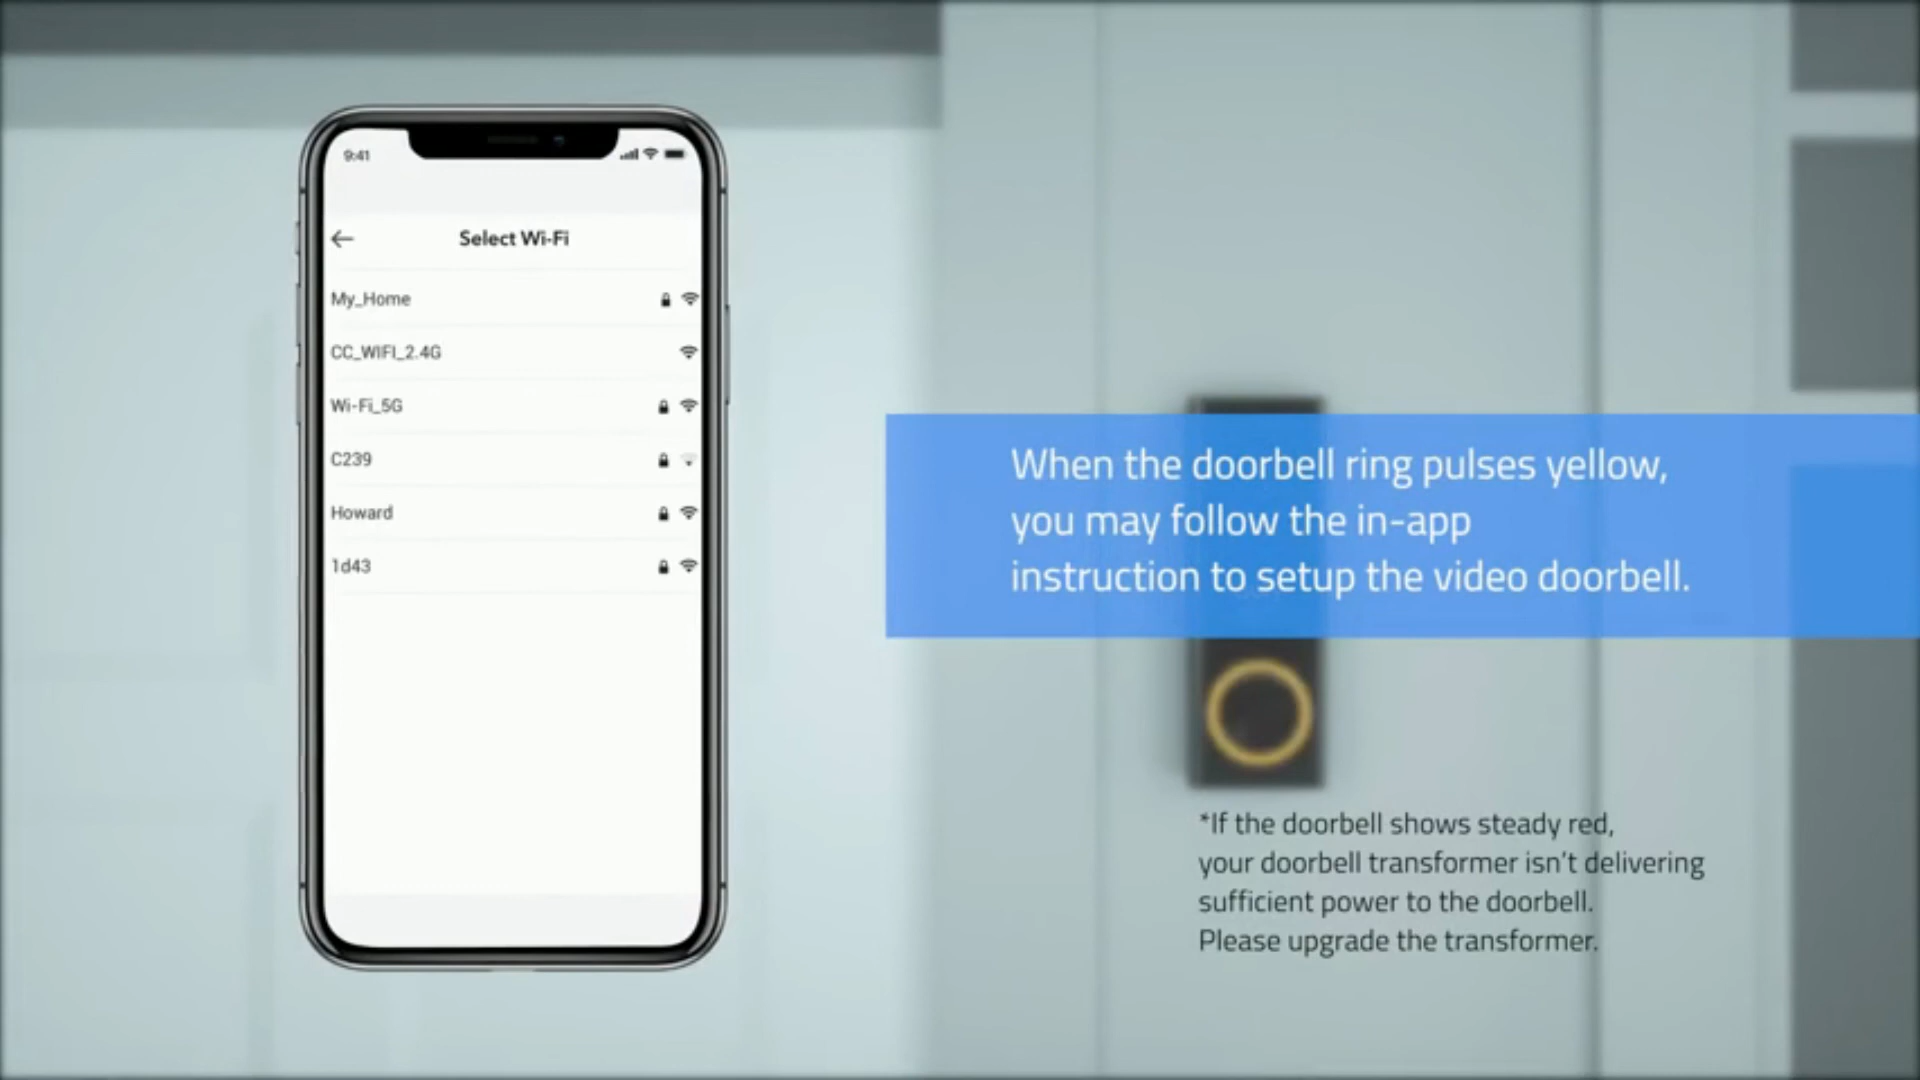 9:41
Select Wi-Fi
My_Home
CC_WIFI_2.4G
Wi-Fi_5G
C239
Howard
1d43
When the doorbell ring pulses yellow,
you may follow the in-app
instruction to setup the video doorbell.
*If the doorbell shows steady red,
your doorbell transformer isn't delivering
sufficient power to the doorbell.
Please upgrade the transformer.